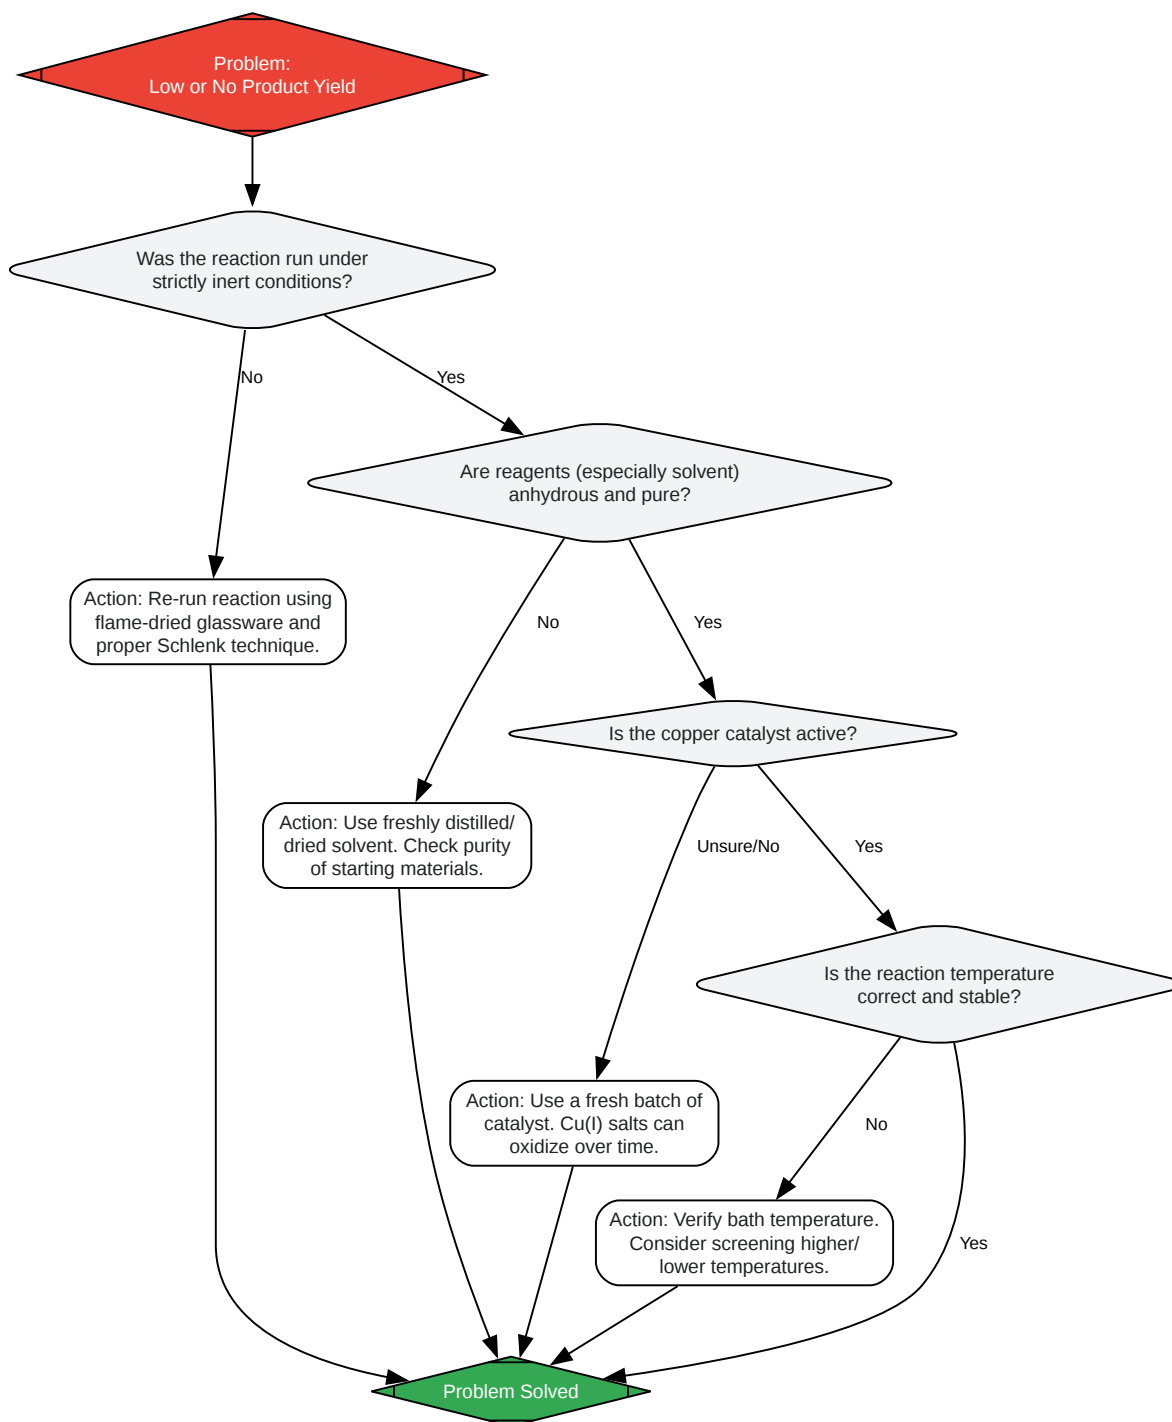 Problem:
Low or No Product Yield
Was the reaction run under
strictly inert conditions?
No
Yes
Are reagents (especially solvent)
anhydrous and pure?
Action: Re-run reaction using
flame-dried glassware and
proper Schlenk technique.
No
Yes
Is the copper catalyst active?
Action: Use freshly distilled/
dried solvent. Check purity
of starting materials.
Unsure/No
Yes
Is the reaction temperature
correct and stable?
Action: Use a fresh batch of
catalyst. Cu(I) salts can
oxidize over time.
No
Action: Verify bath temperature.
Consider screening higher/
lower temperatures.
Yes
Problem Solved